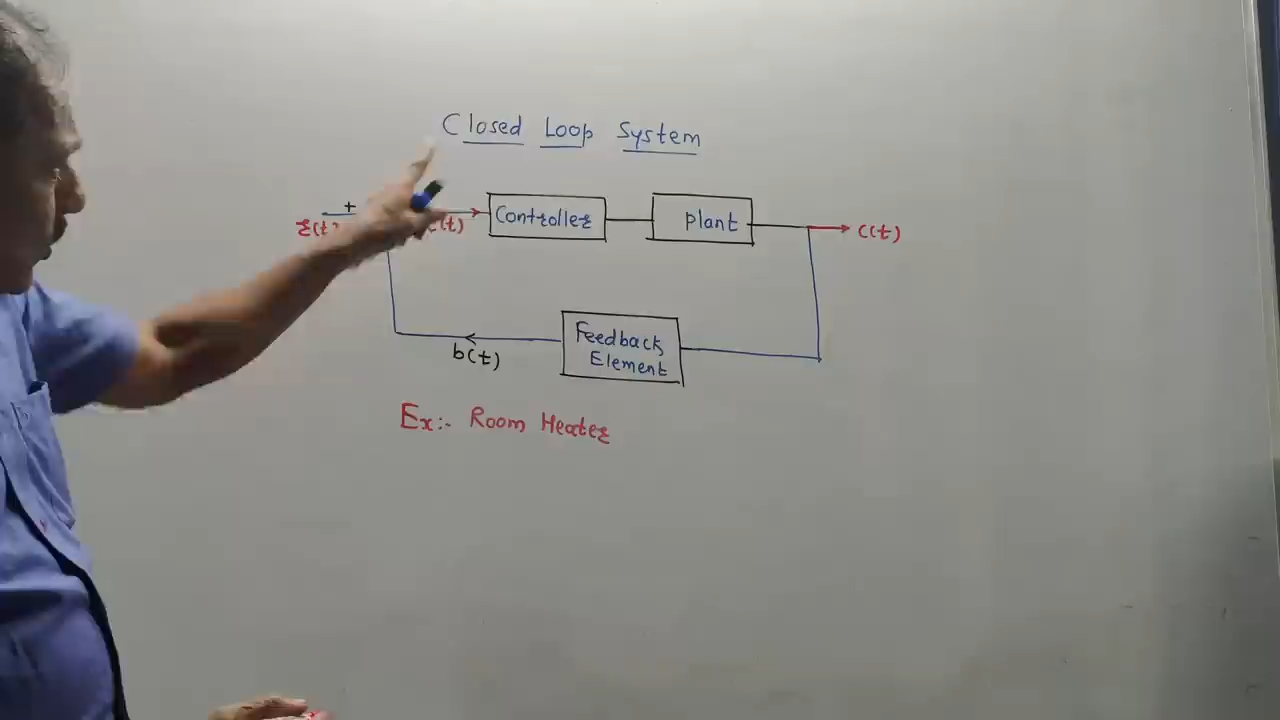 Closed Loop System
+
r(t)
e(t)
Controller
Plant
c(t)
Feedback
Element
b(t)
Ex:- Room Heater